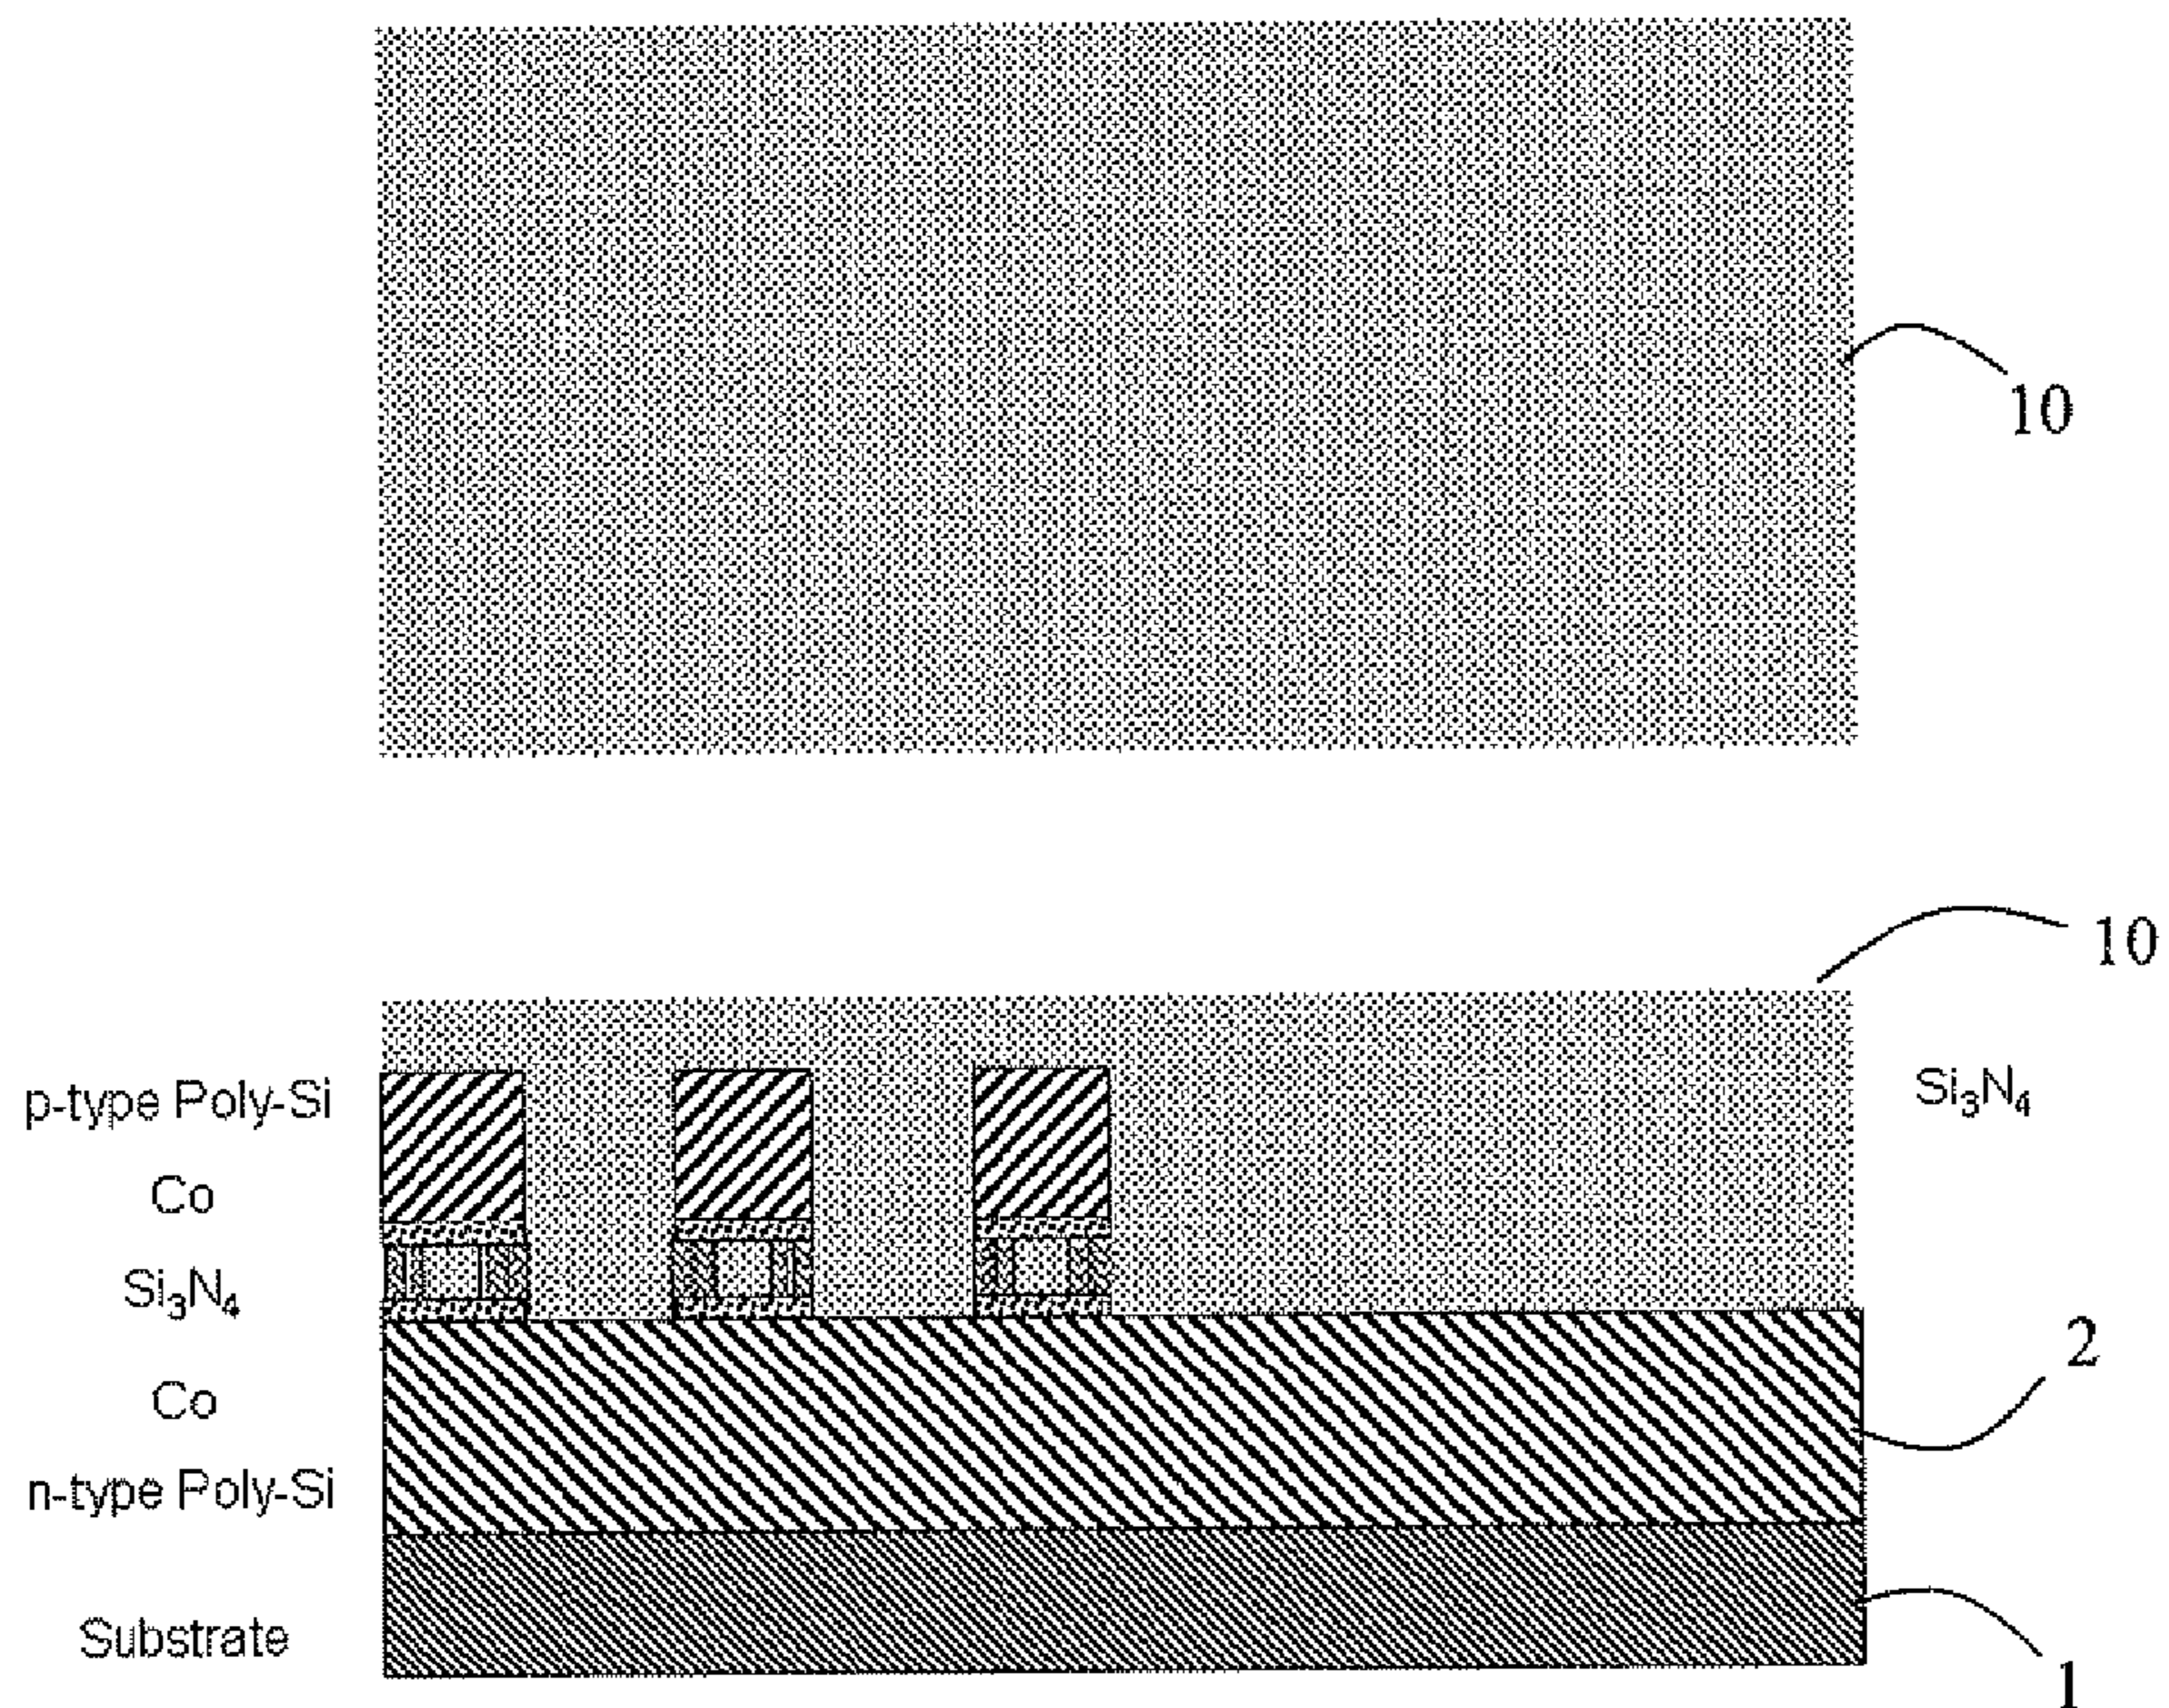 10
10
p-type Poly-Si
Si₃N₄
Co
Si₃N₄
2
Co
n-type Poly-Si
Substrate
1